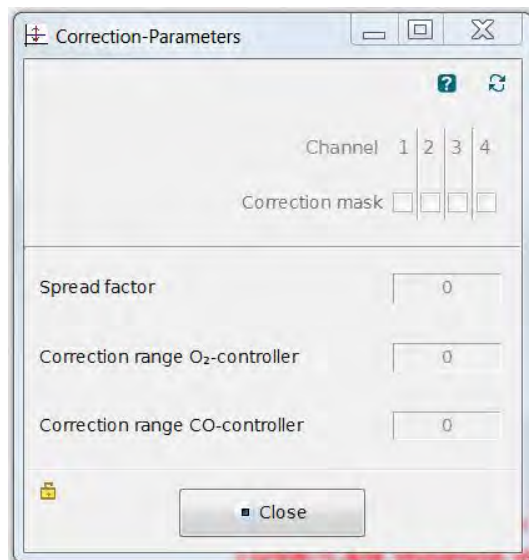 Correction-Parameters
?
Channel 1 2 3 4
Correction mask
Spread factor 0
Correction range O₂-controller 0
Correction range CO-controller 0
Close